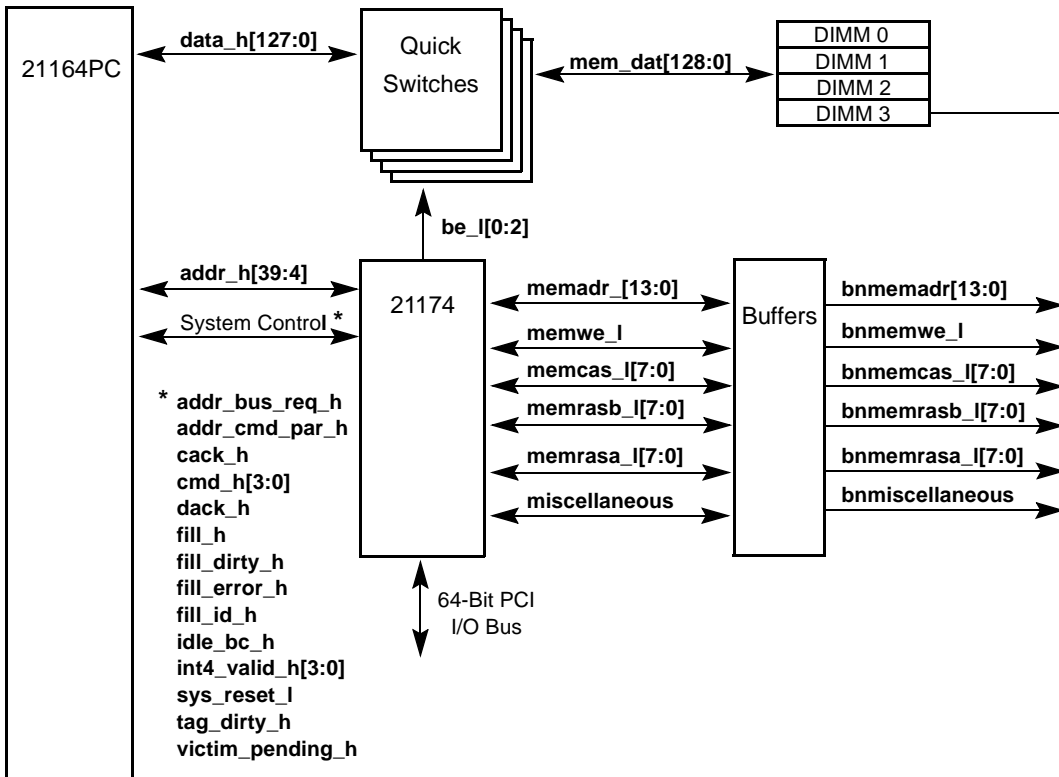 21164PC
data_h[127:0]
Quick
Switches
mem_dat[128:0]
DIMM 0
DIMM 1
DIMM 2
DIMM 3
be_l[0:2]
addr_h[39:4]
System Control *
21174
memadr_[13:0]
memwe_l
memcas_l[7:0]
memrasb_l[7:0]
memrasa_l[7:0]
miscellaneous
Buffers
bnmemadr[13:0]
bnmemwe_l
bnmemcas_l[7:0]
bnmemrasb_l[7:0]
bnmemrasa_l[7:0]
bnmiscellaneous
* addr_bus_req_h
addr_cmd_par_h
cack_h
cmd_h[3:0]
dack_h
fill_h
fill_dirty_h
fill_error_h
fill_id_h
idle_bc_h
int4_valid_h[3:0]
sys_reset_l
tag_dirty_h
victim_pending_h
64-Bit PCI
I/O Bus